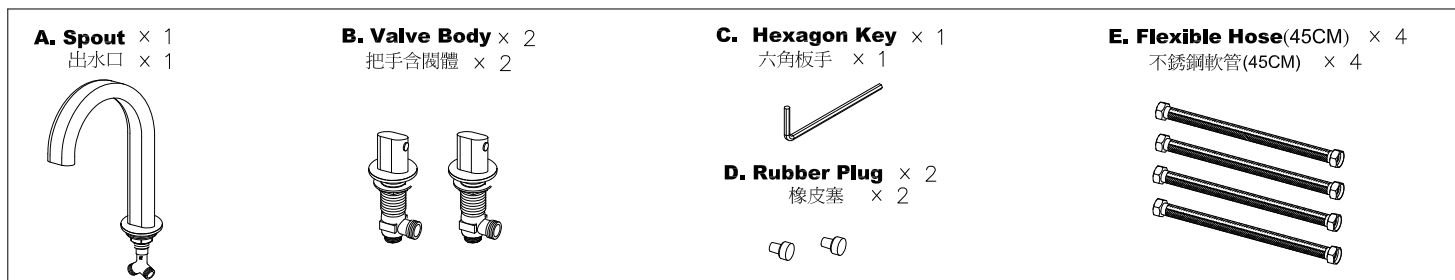 A. Spout × 1
出水口 × 1
B. Valve Body × 2
把手含閥體 × 2
C. Hexagon Key × 1
六角板手 × 1
D. Rubber Plug × 2
橡皮塞 × 2
E. Flexible Hose(45CM) × 4
不銹鋼軟管(45CM) × 4